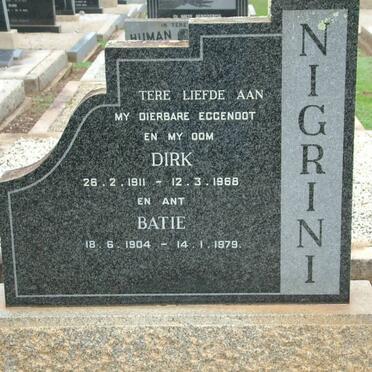 HUMAN
TERE LIEFDE AAN
MY DIERBARE EGGENOOT
EN MY OOM
DIRK
26.2.1911 - 12.3.1968
EN ANT
BATIE
18.6.1904 - 14.1.1979.
NIGRINI